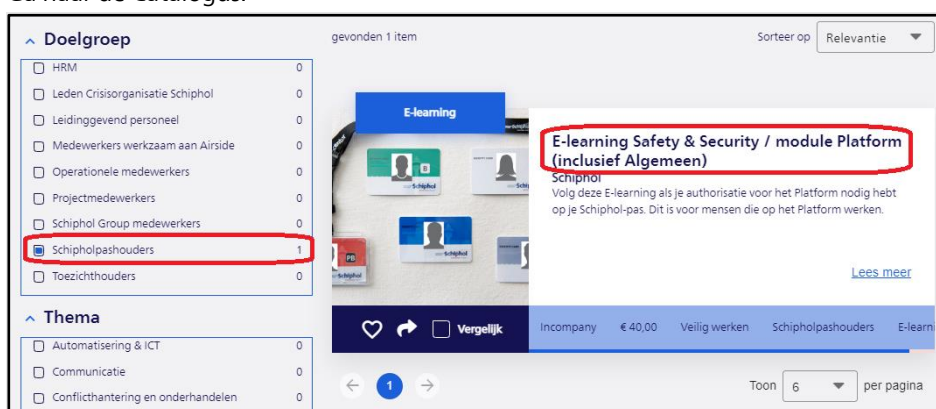 Doelgroep
HRM 0
Leden Crisisorganisatie Schiphol 0
Leidinggevend personeel 0
Medewerkers werkzaam aan Airside 0
Operationele medewerkers 0
Projectmedewerkers 0
Schiphol Group medewerkers 0
Schipholpashouders 1
Toezichthouders 0
Thema
Automatisering & ICT 0
Communicatie 0
Conflicthantering en onderhandelen 0
gevonden 1 item
Sorteer op Relevantie
E-learning
B
Schiphol
PB
Schiphol
E-learning Safety & Security / module Platform
(inclusief Algemeen)
Schiphol
Volg deze E-learning als je authorisatie voor het Platform nodig hebt
op je Schiphol-pas. Dit is voor mensen die op het Platform werken.
Lees meer
Vergelijk
Incompany € 40,00 Veilig werken Schipholpashouders E-learni
1
Toon 6 per pagina